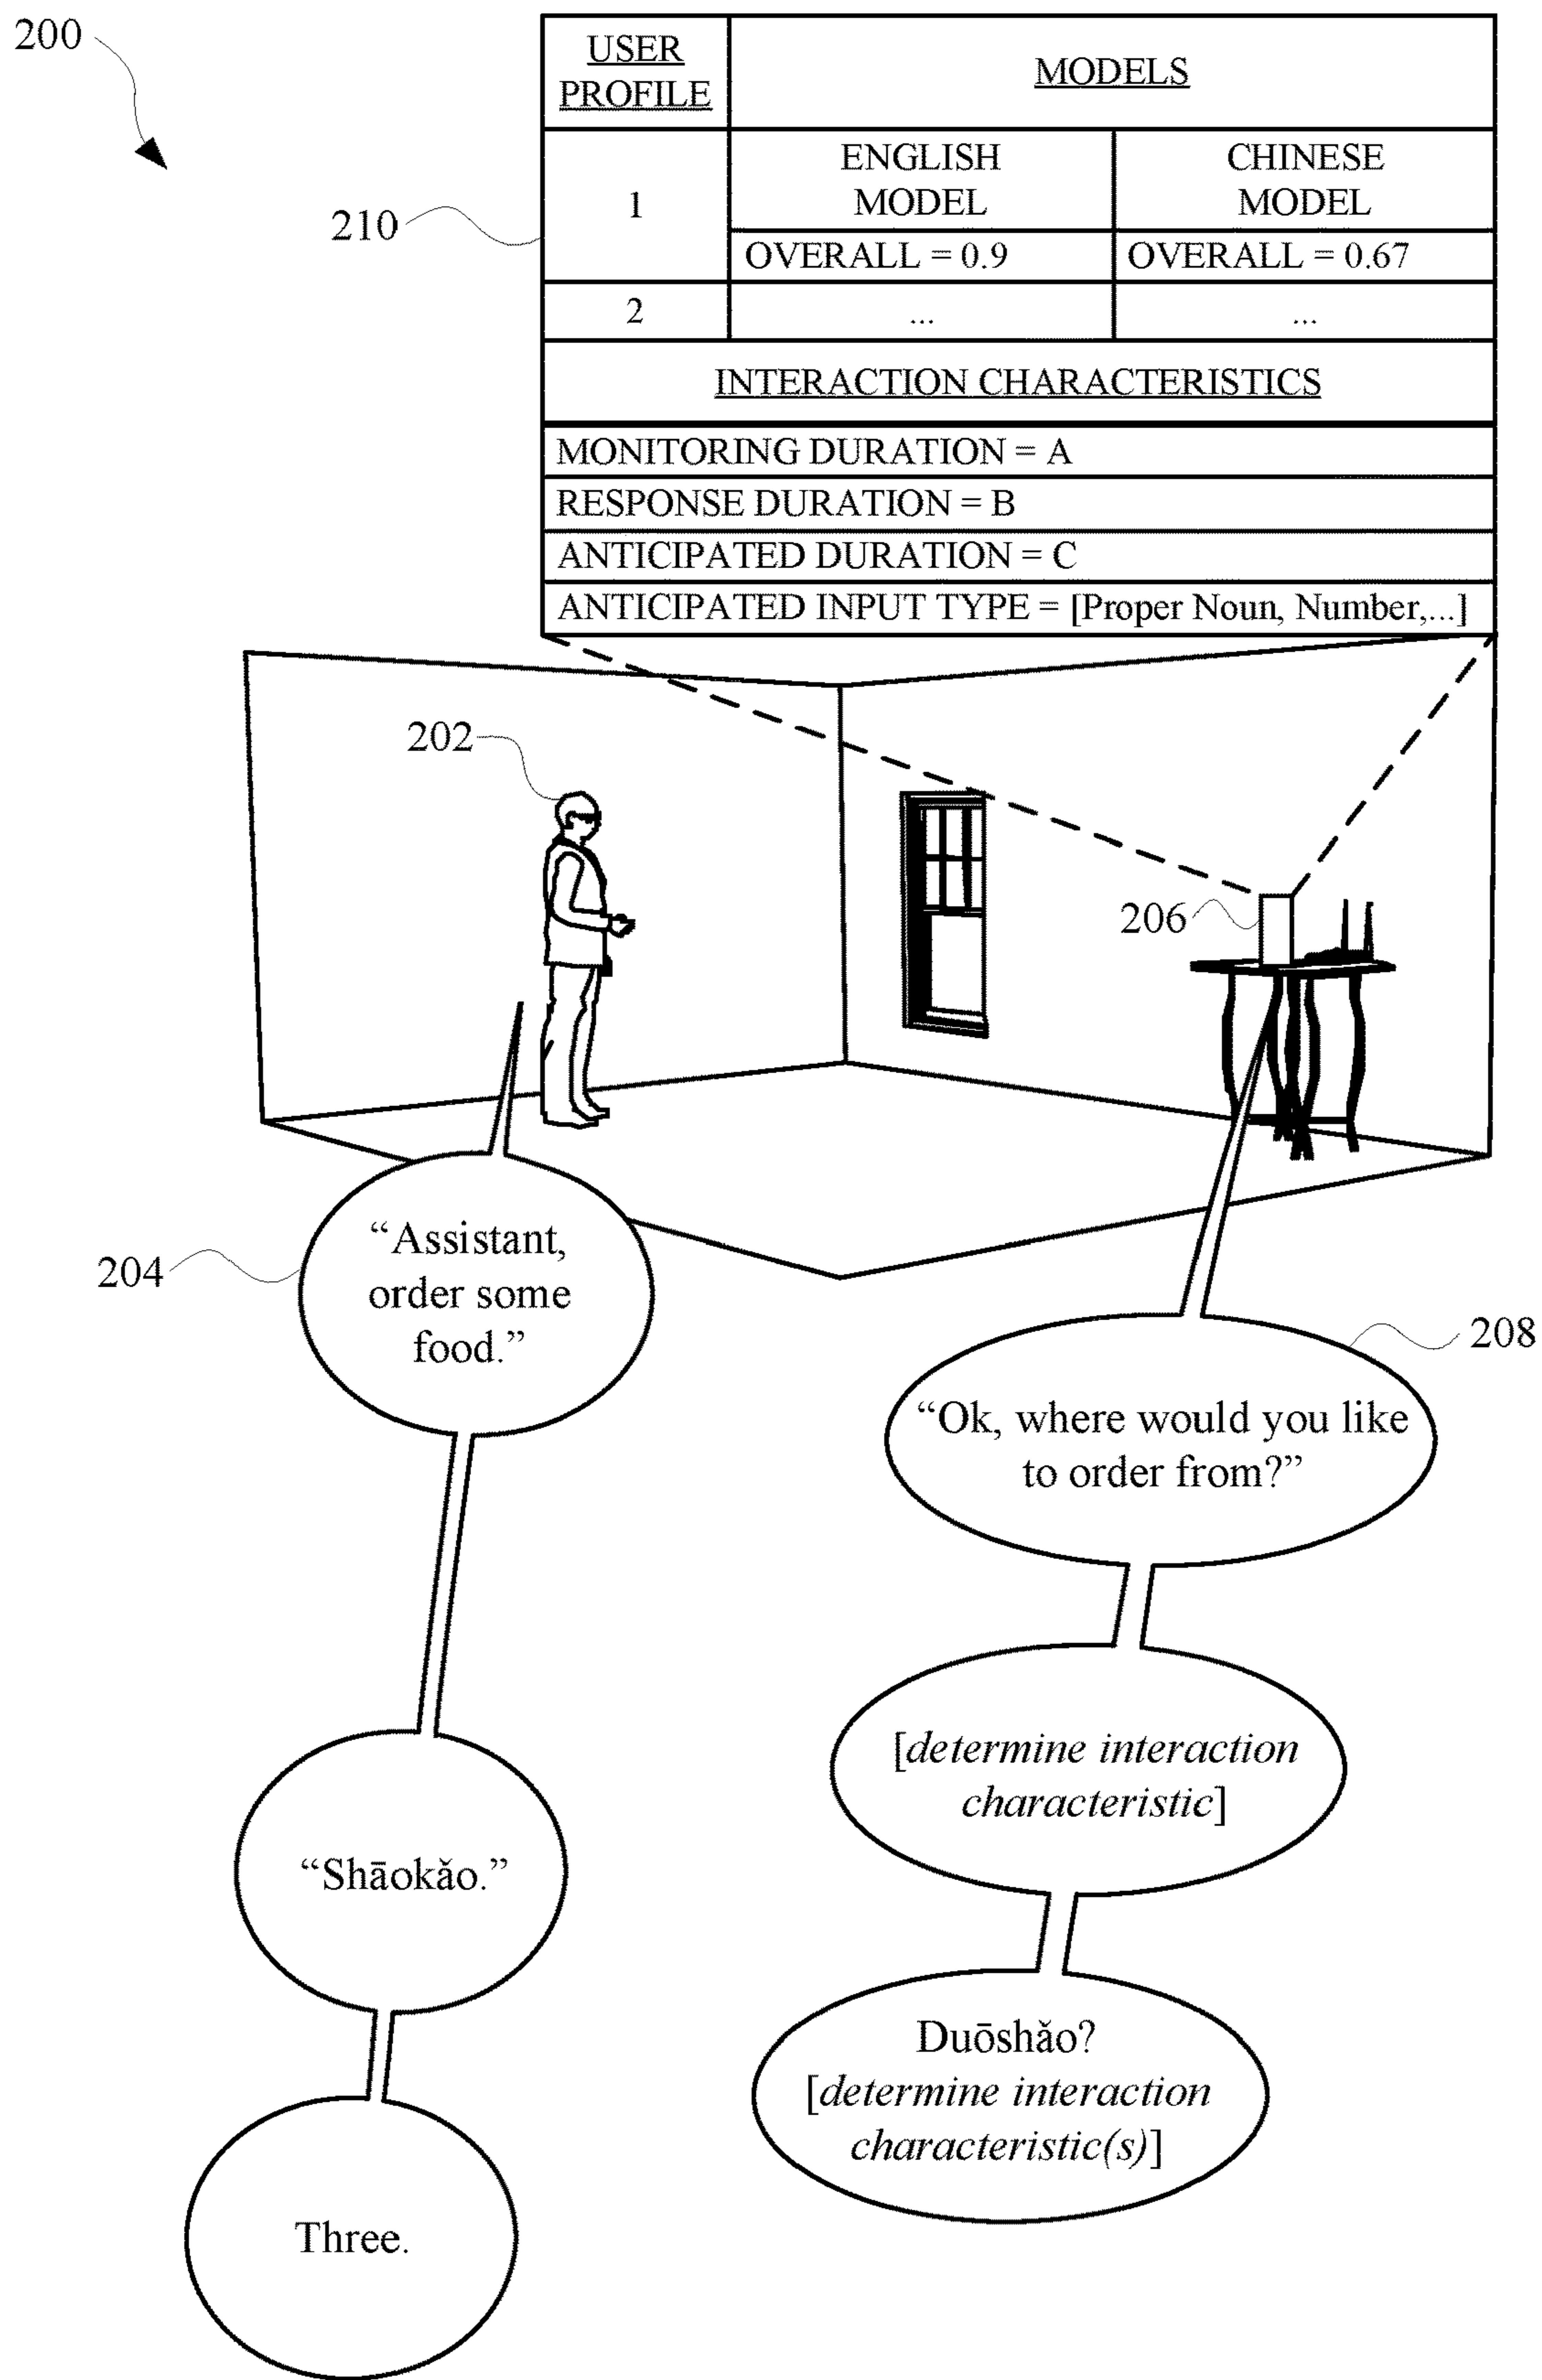 200
USER
PROFILE
MODELS
210
1
ENGLISH
MODEL
CHINESE
MODEL
OVERALL = 0.9
OVERALL = 0.67
2
...
...
INTERACTION CHARACTERISTICS
MONITORING DURATION = A
RESPONSE DURATION = B
ANTICIPATED DURATION = C
ANTICIPATED INPUT TYPE = [Proper Noun, Number,...]
202
206
204
“Assistant,
order some
food.”
208
“Ok, where would you like
to order from?”
[determine interaction
characteristic]
“Shāokǎo.”
Duōshǎo?
[determine interaction
characteristic(s)]
Three.